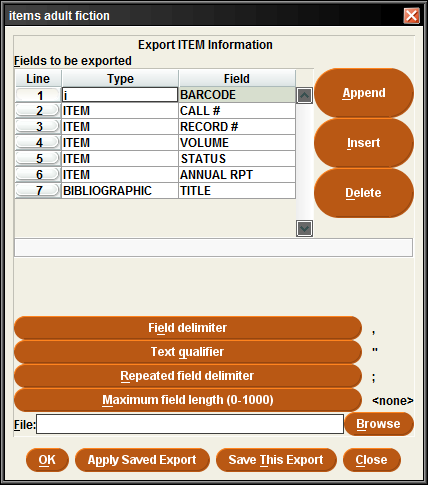 items adult fiction
Export ITEM Information
Fields to be exported
Line Type Field
1 i BARCODE
2 ITEM CALL #
3 ITEM RECORD #
4 ITEM VOLUME
5 ITEM STATUS
6 ITEM ANNUAL RPT
7 BIBLIOGRAPHIC TITLE
Append
Insert
Delete
Field delimiter ,
Text qualifier "
Repeated field delimiter ;
Maximum field length (0-1000) <none>
File: Browse
OK Apply Saved Export Save This Export Close